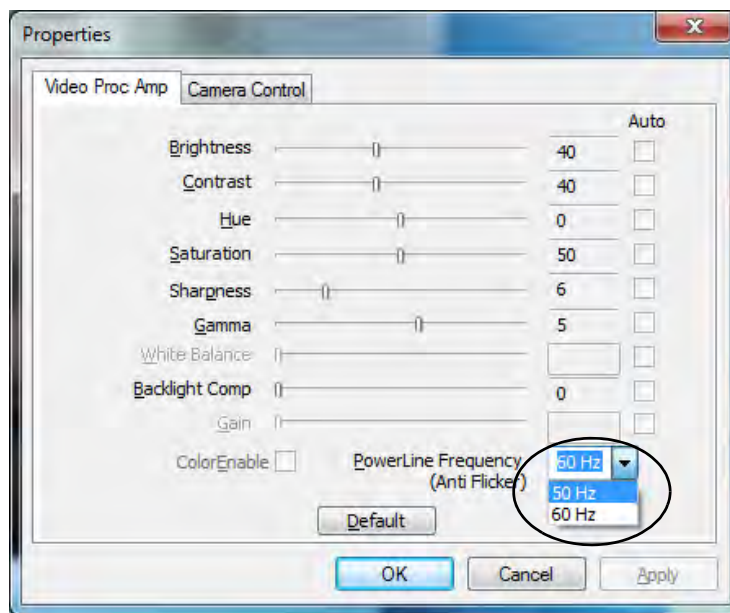 Properties
X
Video Proc Amp Camera Control
Auto
Brightness 40
Contrast 40
Hue 0
Saturation 50
Sharpness 6
Gamma 5
White Balance
Backlight Comp 0
Gain
ColorEnable PowerLine Frequency 60 Hz
(Anti Flicker)
50 Hz
60 Hz
Default
OK Cancel Apply